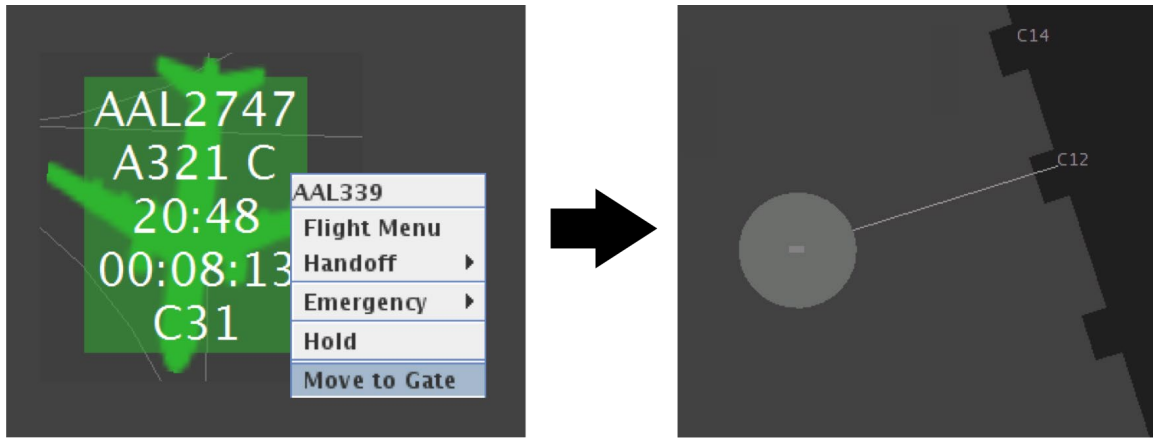 AAL2747
A321 C
20:48
00:08:13
C31
AAL339
Flight Menu
Handoff
Emergency
Hold
Move to Gate
C14
C12